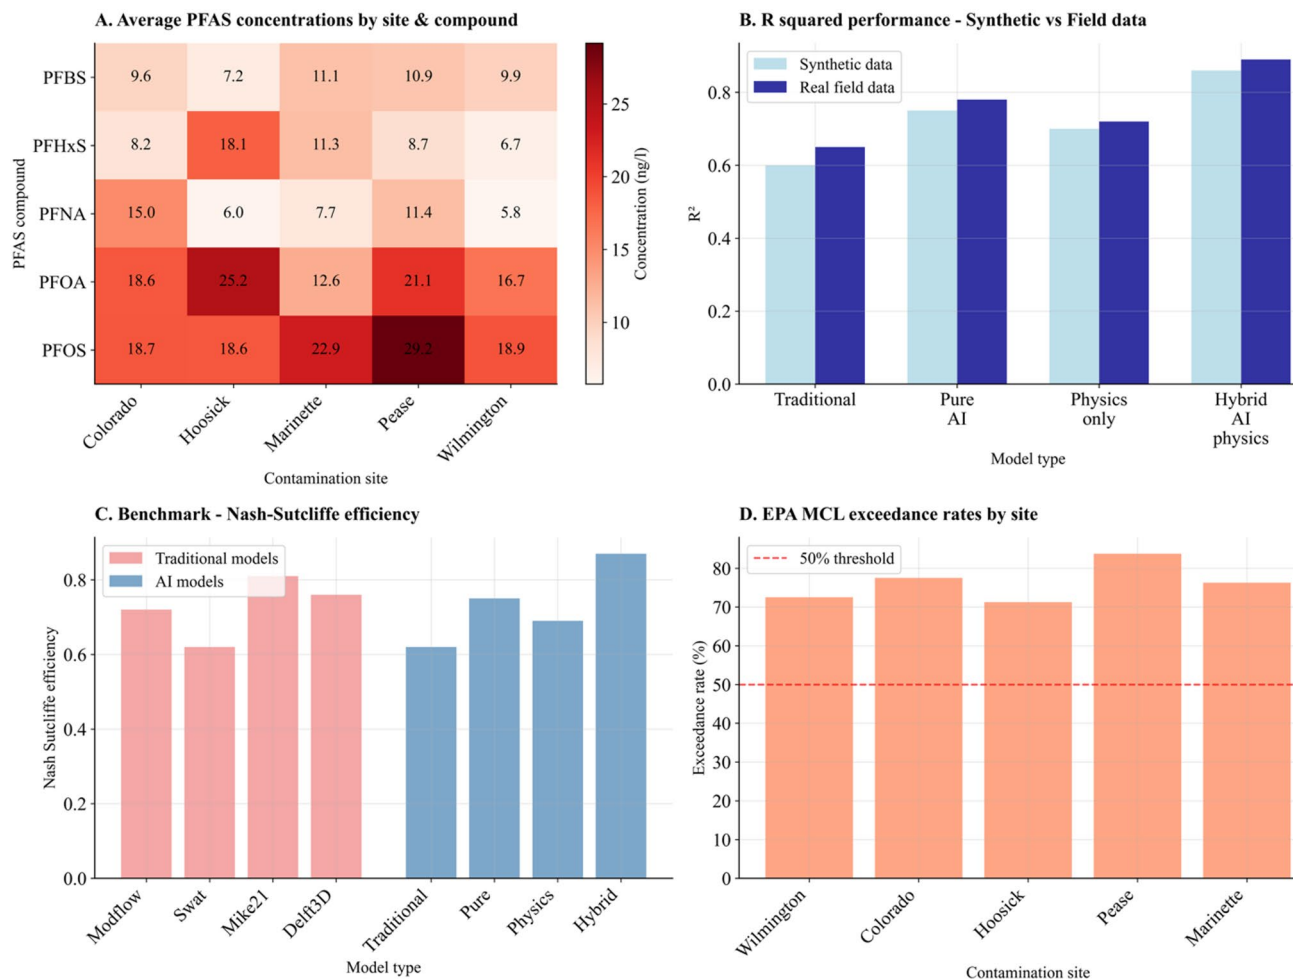 A. Average PFAS concentrations by site & compound
PFAS compound
PFBS 9.6 7.2 11.1 10.9 9.9
PFHxS 8.2 18.1 11.3 8.7 6.7
PFNA 15.0 6.0 7.7 11.4 5.8
PFOA 18.6 25.2 12.6 21.1 16.7
PFOS 18.7 18.6 22.9 29.2 18.9
Colorado Hoosick Marinette Pease Wilmington
Contamination site
25
20
15
10
Concentration (ng/l)
B. R squared performance - Synthetic vs Field data
Synthetic data
Real field data
R²
0.8
0.6
0.4
0.2
0.0
Traditional
Pure
AI
Physics
only
Hybrid
AI
physics
Model type
C. Benchmark - Nash-Sutcliffe efficiency
Traditional models
AI models
Nash Sutcliffe efficiency
0.8
0.6
0.4
0.2
0.0
Modflow Swat Mike21 Delft3D Traditional Pure Physics Hybrid
Model type
D. EPA MCL exceedance rates by site
50% threshold
Exceedance rate (%)
80
70
60
50
40
30
20
10
0
Wilmington Colorado Hoosick Pease Marinette
Contamination site